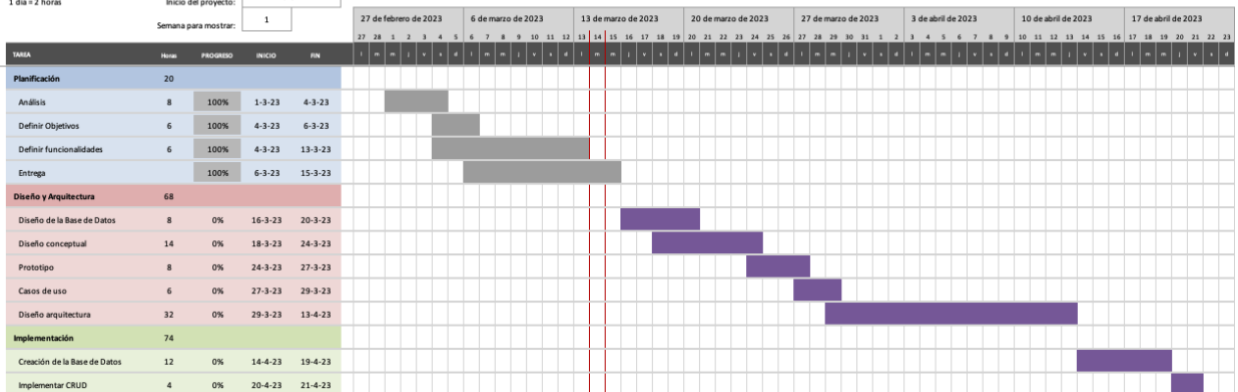 1 día = 2 horas
Inicio del proyecto:
Semana para mostrar: 1
27 de febrero de 2023 6 de marzo de 2023 13 de marzo de 2023 20 de marzo de 2023 27 de marzo de 2023 3 de abril de 2023 10 de abril de 2023 17 de abril de 2023
27 28 1 2 3 4 5 6 7 8 9 10 11 12 13 14 15 16 17 18 19 20 21 22 23 24 25 26 27 28 29 30 31 1 2 3 4 5 6 7 8 9 10 11 12 13 14 15 16 17 18 19 20 21 22 23
TAREA Horas PROGRESO INICIO FIN l m m j v s d l m m j v s d l m m j v s d l m m j v s d l m m j v s d l m m j v s d l m m j v s d l m m j v s d
Planificación 20
Análisis 8 100% 1-3-23 4-3-23
Definir Objetivos 6 100% 4-3-23 6-3-23
Definir funcionalidades 6 100% 4-3-23 13-3-23
Entrega 100% 6-3-23 15-3-23
Diseño y Arquitectura 68
Diseño de la Base de Datos 8 0% 16-3-23 20-3-23
Diseño conceptual 14 0% 18-3-23 24-3-23
Prototipo 8 0% 24-3-23 27-3-23
Casos de uso 6 0% 27-3-23 29-3-23
Diseño arquitectura 32 0% 29-3-23 13-4-23
Implementación 74
Creación de la Base de Datos 12 0% 14-4-23 19-4-23
Implementar CRUD 4 0% 20-4-23 21-4-23